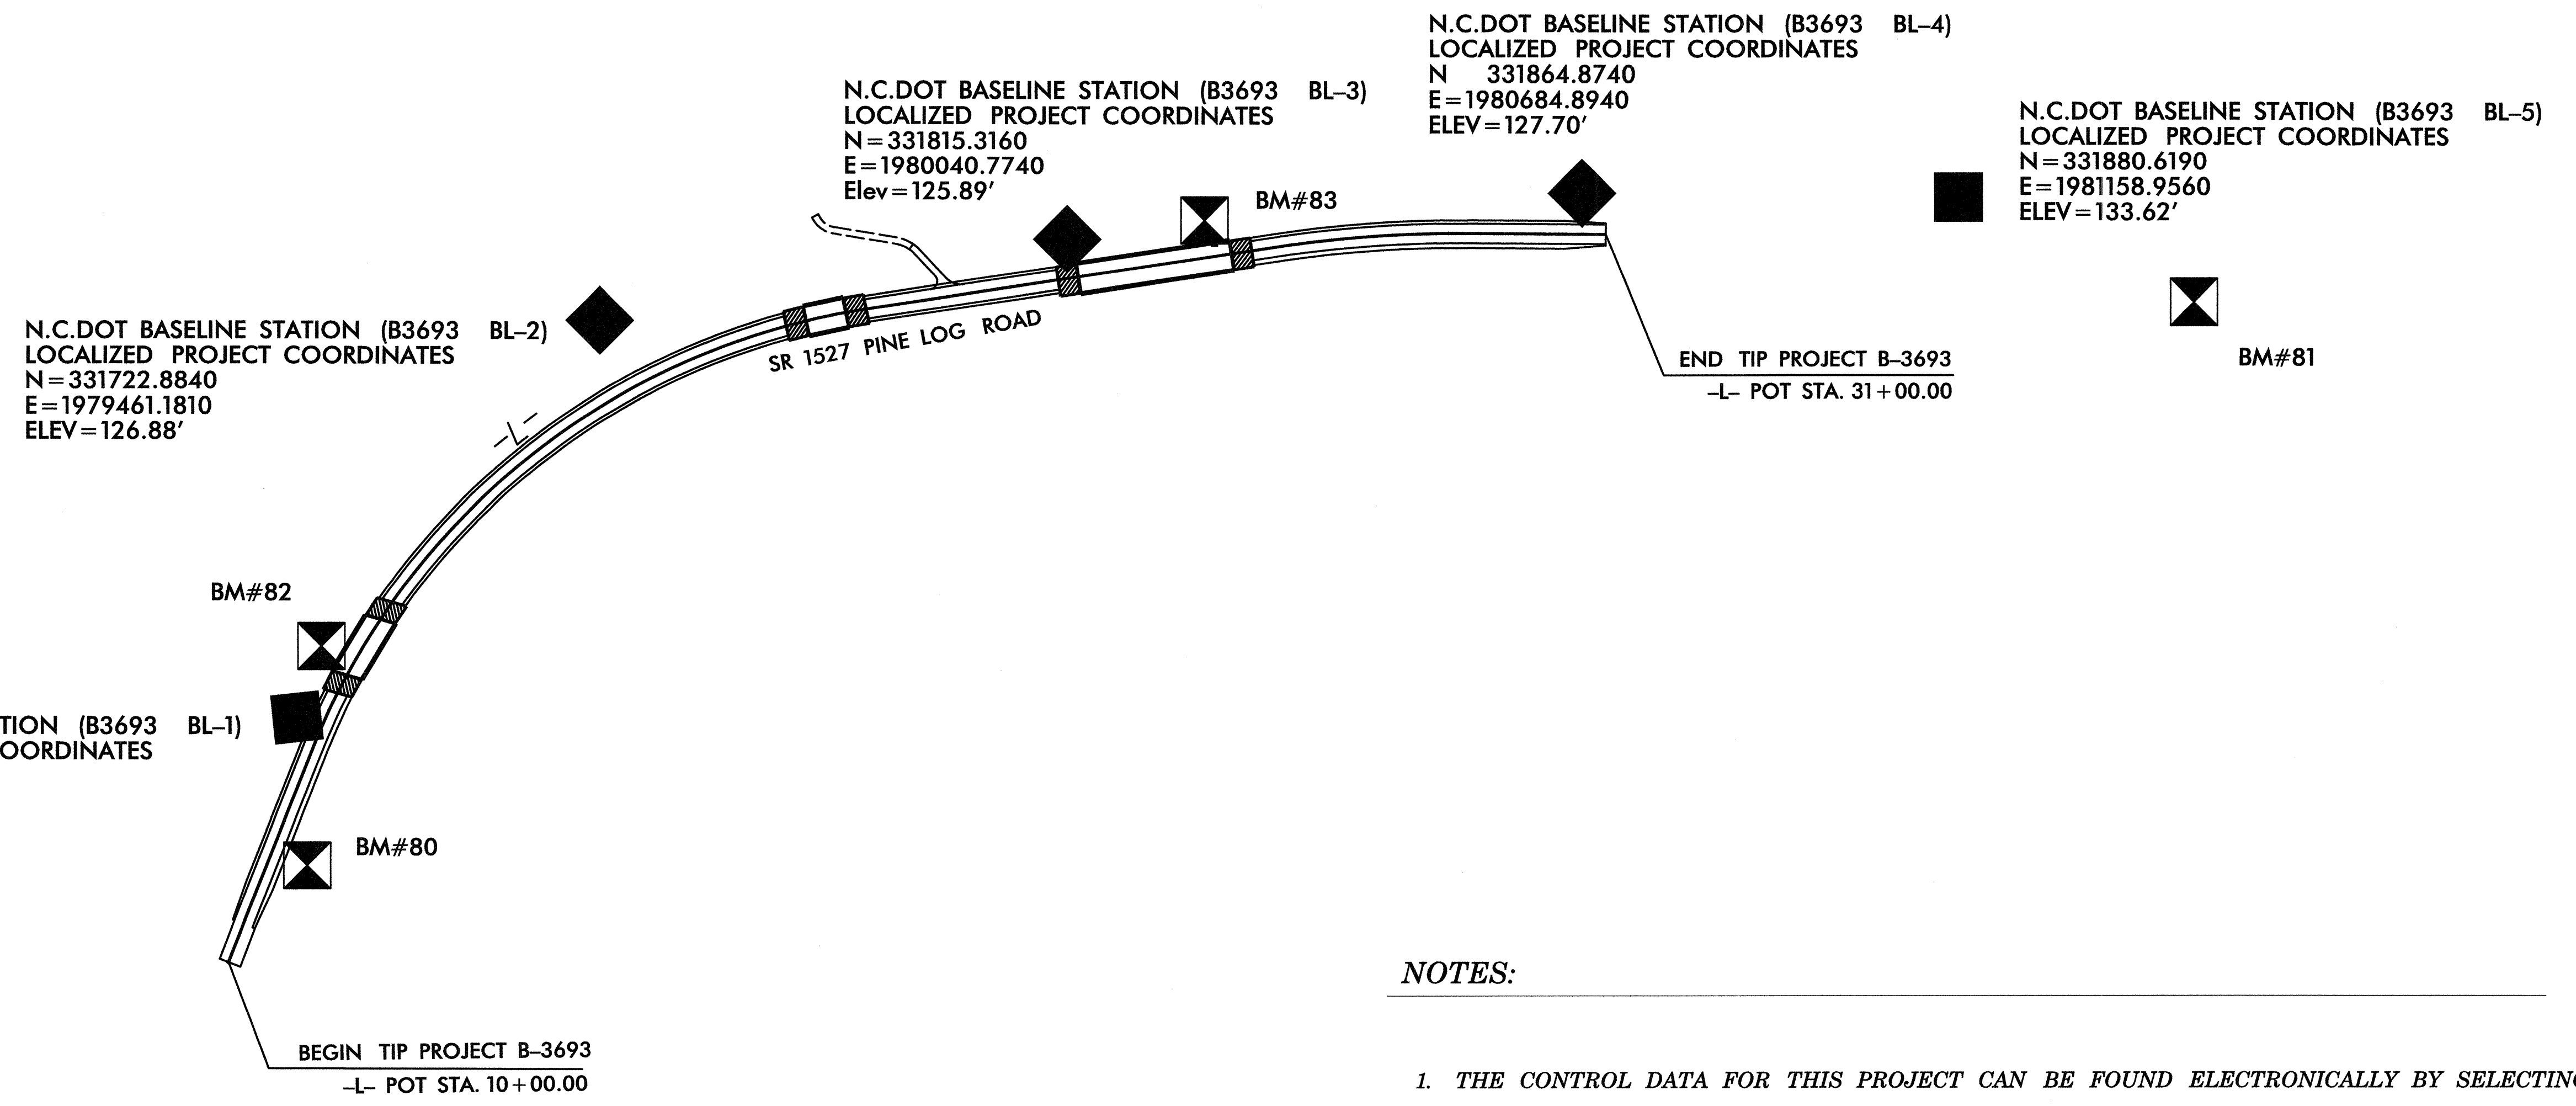 N.C.DOT BASELINE STATION (B3693 BL–4)
LOCALIZED PROJECT COORDINATES
N 331864.8740
E=1980684.8940
ELEV=127.70′
N.C.DOT BASELINE STATION (B3693 BL–3)
LOCALIZED PROJECT COORDINATES
N=331815.3160
E=1980040.7740
Elev=125.89′
N.C.DOT BASELINE STATION (B3693 BL–5)
LOCALIZED PROJECT COORDINATES
N=331880.6190
E=1981158.9560
ELEV=133.62′
BM#83
N.C.DOT BASELINE STATION (B3693 BL–2)
LOCALIZED PROJECT COORDINATES
N=331722.8840
E=1979461.1810
ELEV=126.88′
SR 1527 PINE LOG ROAD
END TIP PROJECT B–3693
–L– POT STA. 31+00.00
BM#81
–L–
BM#82
TION (B3693 BL–1)
OORDINATES
BM#80
BEGIN TIP PROJECT B–3693
–L– POT STA. 10+00.00
NOTES:
1. THE CONTROL DATA FOR THIS PROJECT CAN BE FOUND ELECTRONICALLY BY SELECTING